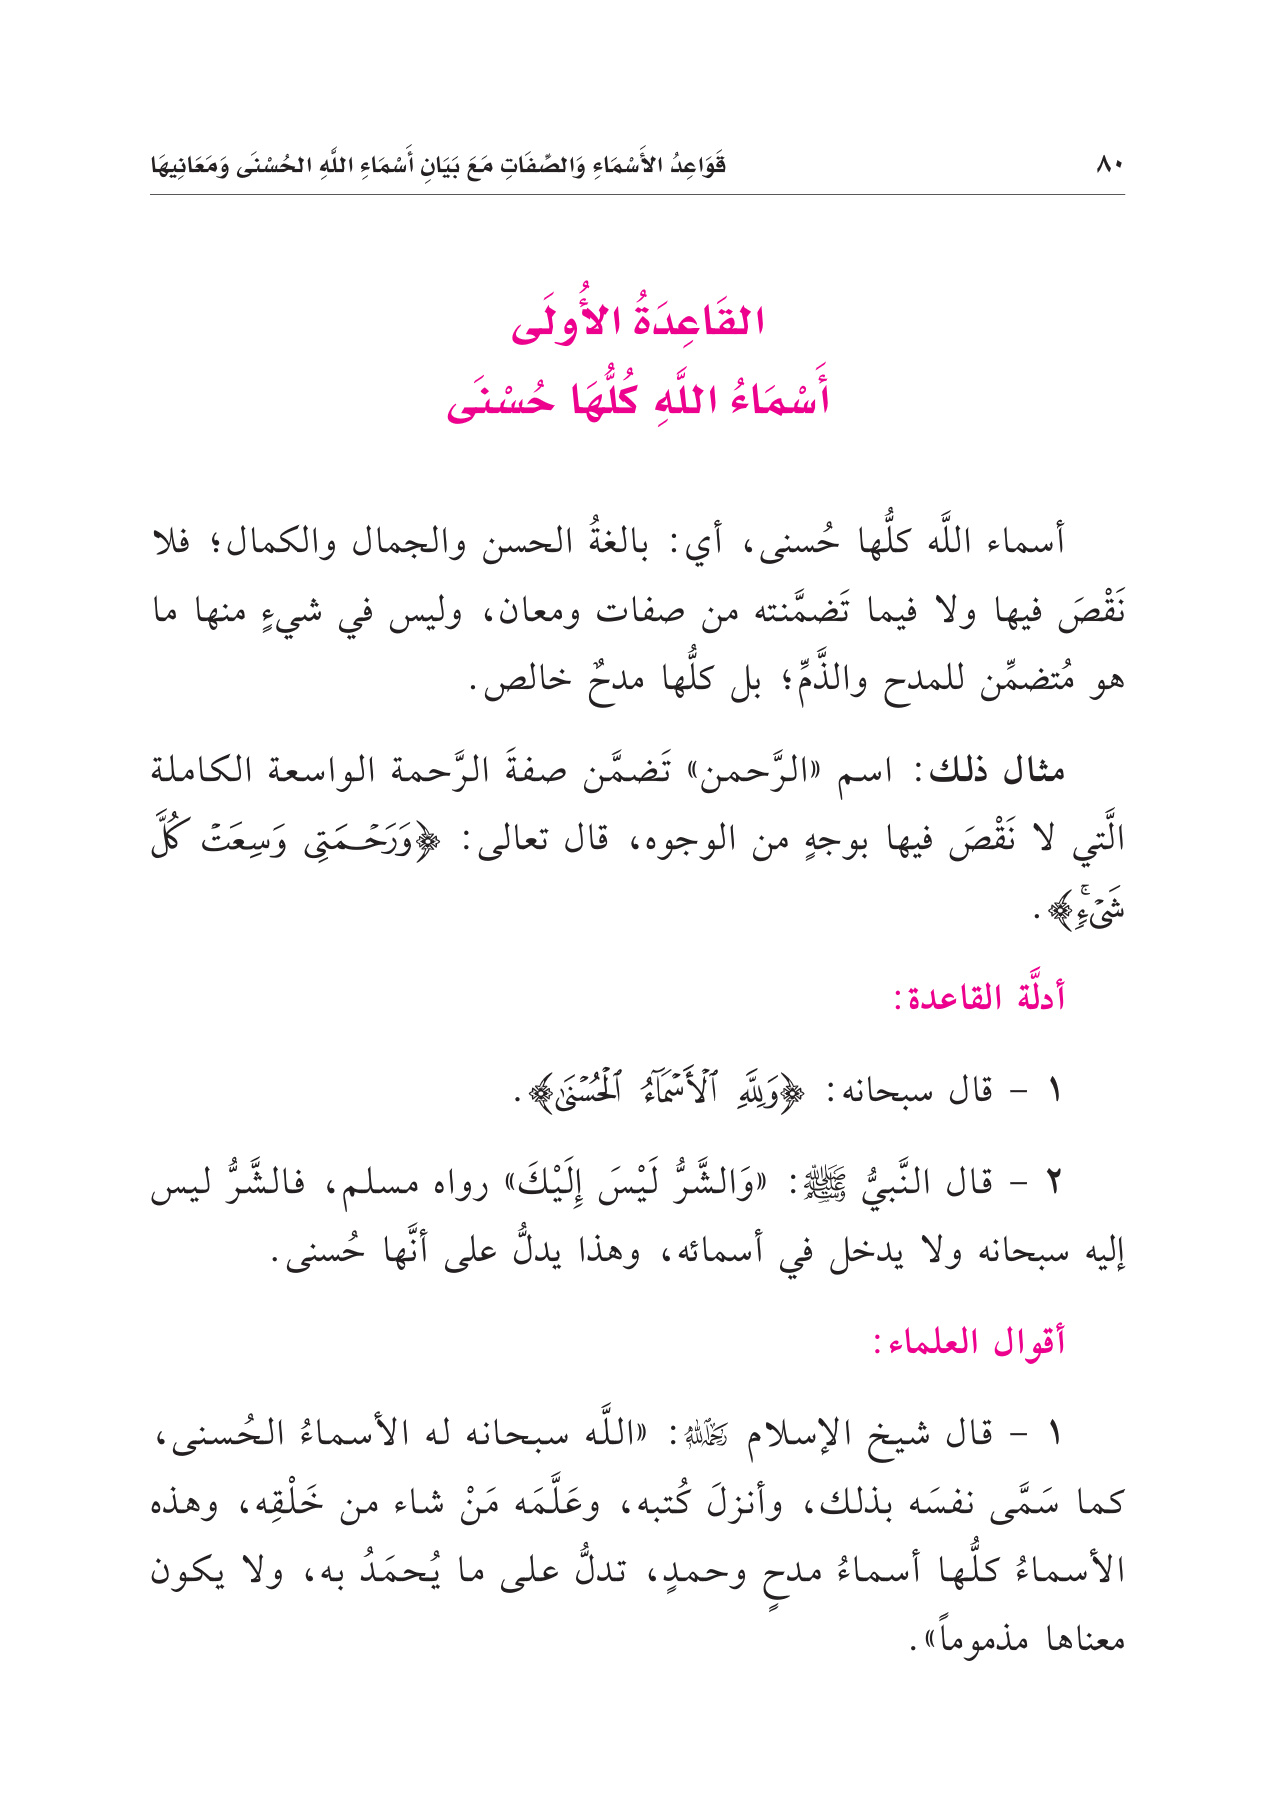 ٨٠ قَوَاعِدُ الأَسْمَاءِ وَالصِّفَاتِ مَعَ بَيَانِ أَسْمَاءِ اللَّهِ الحُسْنَى وَمَعَانِيهَا
القَاعِدَةُ الأُولَى
أَسْمَاءُ اللَّهِ كُلُّهَا حُسْنَى
أسماء اللَّه كلُّها حُسنى، أي: بالغةُ الحسن والجمال والكمال؛ فلا
نَقْصَ فيها ولا فيما تَضمَّنته من صفات ومعان، وليس في شيءٍ منها ما
هو مُتضمِّن للمدح والذَّمِّ؛ بل كلُّها مدحٌ خالص.
مثال ذلك: اسم «الرَّحمن» تَضمَّن صفةَ الرَّحمة الواسعة الكاملة
الَّتي لا نَقْصَ فيها بوجهٍ من الوجوه، قال تعالى: ﴿وَرَحۡمَتِى وَسِعَتۡ كُلَّ
شَىۡءٍۚ﴾.
أدلَّة القاعدة:
١ - قال سبحانه: ﴿وَلِلَّهِ ٱلۡأَسۡمَآءُ ٱلۡحُسۡنَىٰ﴾.
٢ - قال النَّبيُّ ﷺ: «وَالشَّرُّ لَيْسَ إِلَيْكَ» رواه مسلم، فالشَّرُّ ليس
إليه سبحانه ولا يدخل في أسمائه، وهذا يدلُّ على أنَّها حُسنى.
أقوال العلماء:
١ - قال شيخ الإسلام رحمه الله: «اللَّه سبحانه له الأسماءُ الحُسنى،
كما سَمَّى نفسَه بذلك، وأنزلَ كُتبه، وعَلَّمَه مَنْ شاء من خَلْقِه، وهذه
الأسماءُ كلُّها أسماءُ مدحٍ وحمدٍ، تدلُّ على ما يُحمَدُ به، ولا يكون
معناها مذموماً».